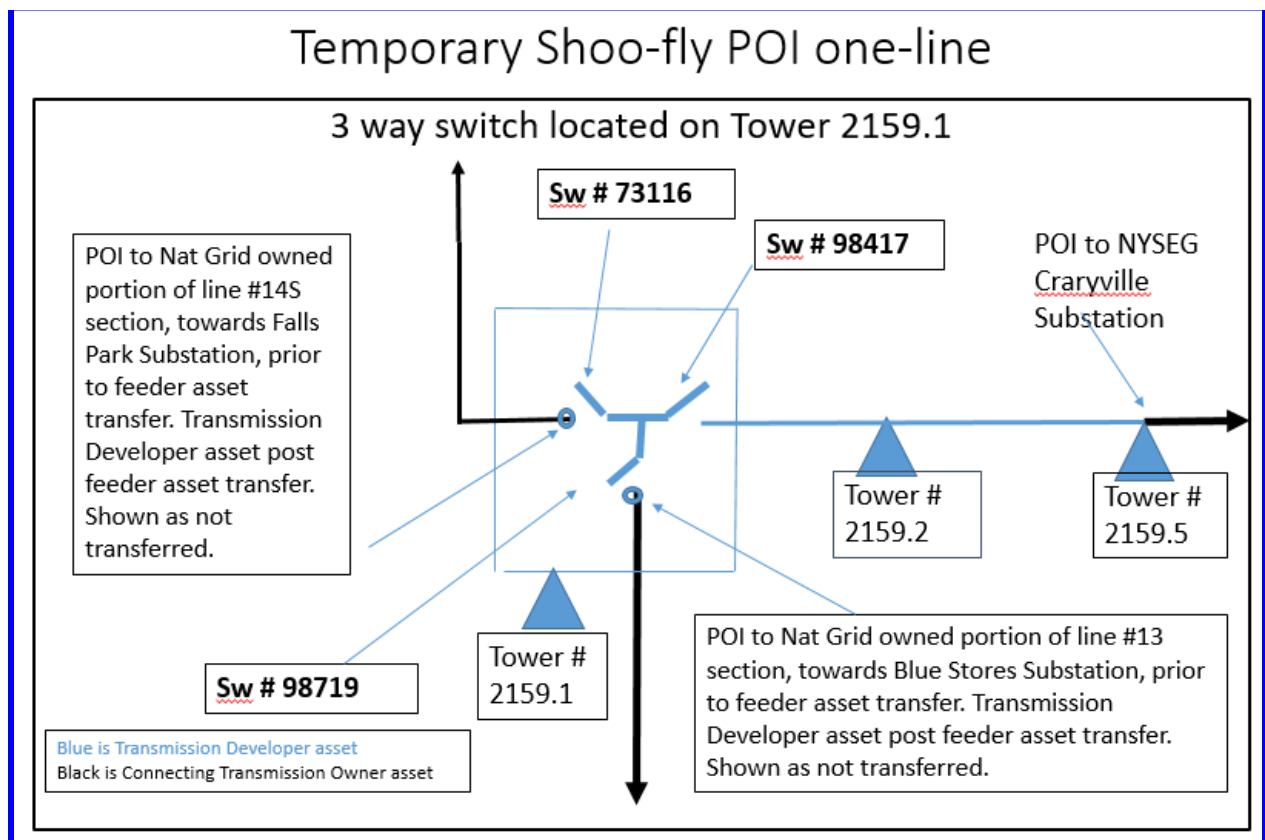 Temporary Shoo-fly POI one-line
3 way switch located on Tower 2159.1
Sw # 73116
Sw # 98417
POI to Nat Grid owned
portion of line #14S
section, towards Falls
Park Substation, prior
to feeder asset
transfer. Transmission
Developer asset post
feeder asset transfer.
Shown as not
transferred.
POI to NYSEG
Craryville
Substation
Tower #
2159.2
Tower #
2159.5
Tower #
2159.1
Sw # 98719
POI to Nat Grid owned portion of line #13
section, towards Blue Stores Substation, prior
to feeder asset transfer. Transmission
Developer asset post feeder asset transfer.
Shown as not transferred.
Blue is Transmission Developer asset
Black is Connecting Transmission Owner asset